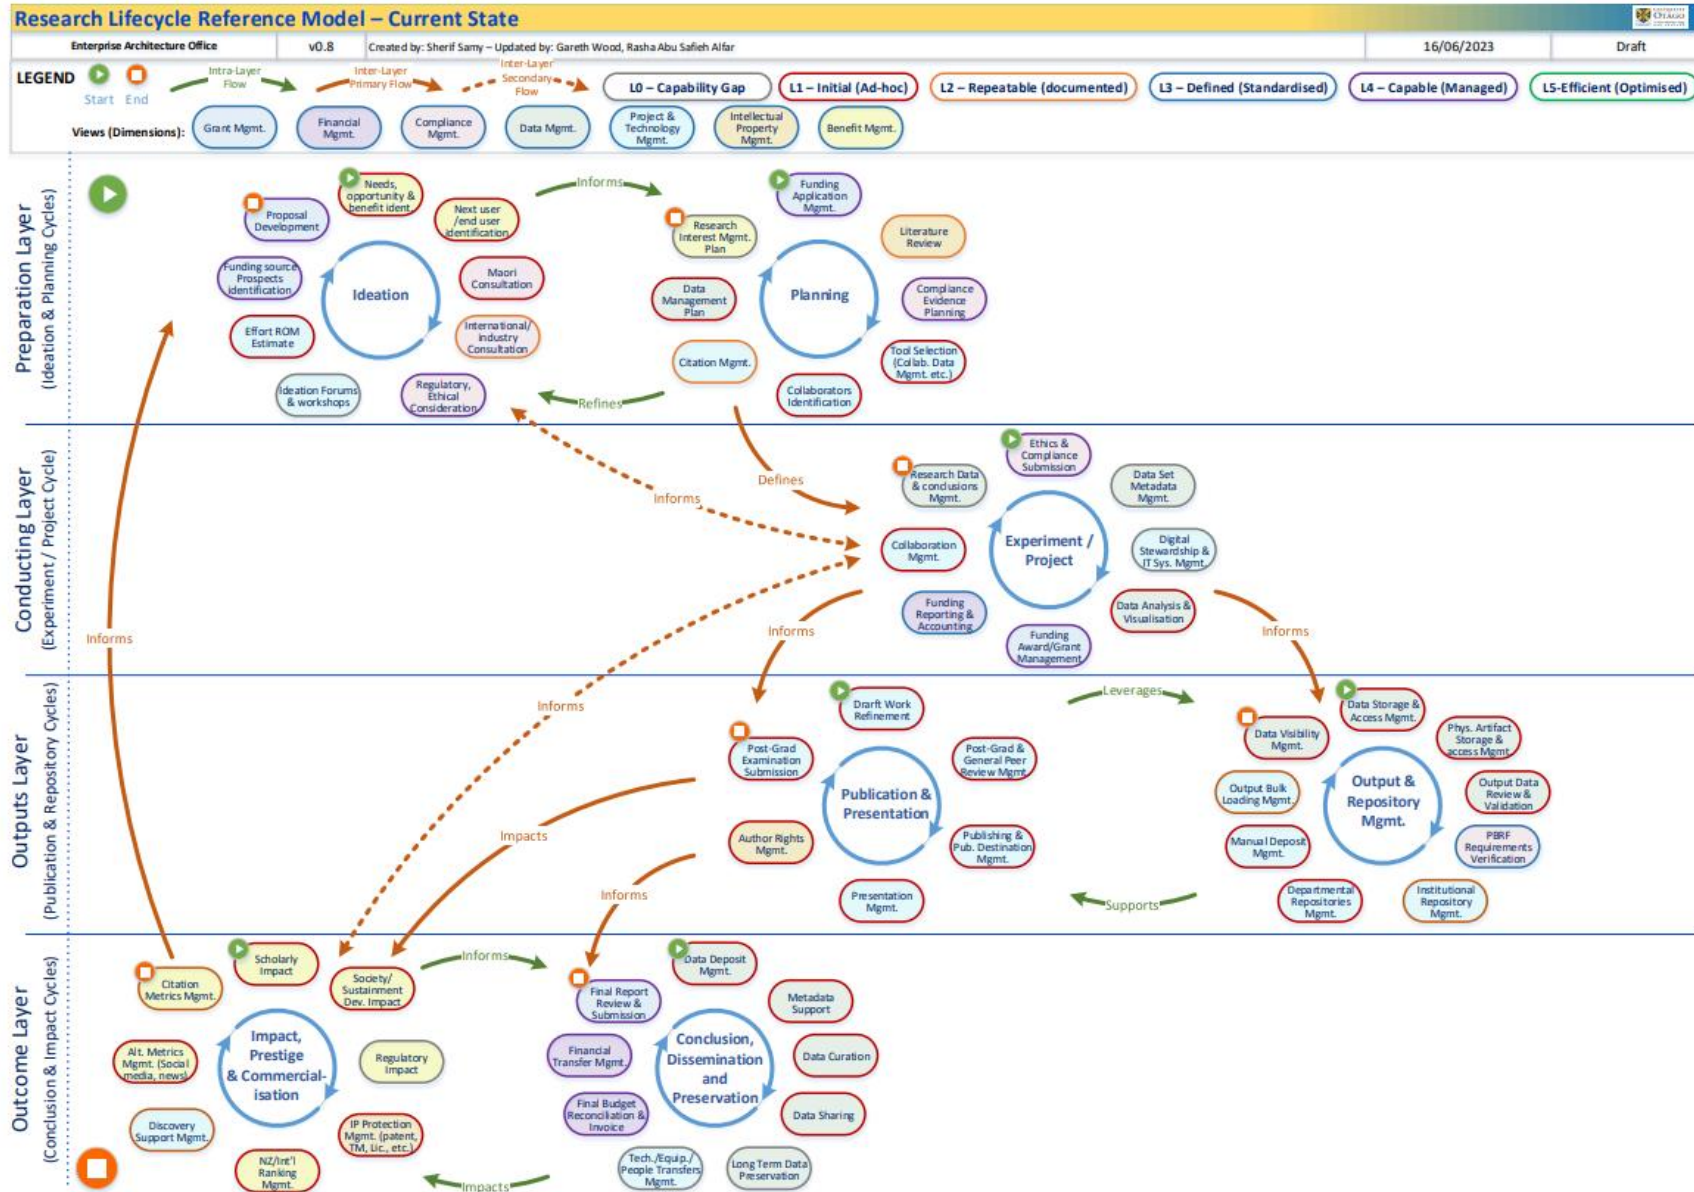 Research Lifecycle Reference Model – Current State
OTAGO
Enterprise Architecture Office
v0.8
Created by: Sherif Samy – Updated by: Gareth Wood, Rasha Abu Safieh Alfar
16/06/2023
Draft
LEGEND
Start
End
Intra-Layer
Flow
Inter-Layer
Primary Flow
Inter-Layer
Secondary
Flow
L0 – Capability Gap
L1 – Initial (Ad-hoc)
L2 – Repeatable (documented)
L3 – Defined (Standardised)
L4 – Capable (Managed)
L5-Efficient (Optimised)
Views (Dimensions):
Grant Mgmt.
Financial
Mgmt.
Compliance
Mgmt.
Data Mgmt.
Project &
Technology
Mgmt.
Intellectual
Property
Mgmt.
Benefit Mgmt.
Preparation Layer
(Ideation & Planning Cycles)
Needs,
opportunity &
benefit ident.
Next user
/end user
identification
Maori
Consultation
International/
industry
Consultation
Regulatory,
Ethical
Consideration
Ideation Forums
& workshops
Effort ROM
Estimate
Funding source
Prospects
identification
Proposal
Development
Ideation
Informs
Refines
Funding
Application
Mgmt.
Literature
Review
Compliance
Evidence
Planning
Tool Selection
(Collab. Data
Mgmt. etc.)
Collaborators
Identification
Citation Mgmt.
Data
Management
Plan
Research
Interest Mgmt.
Plan
Planning
Conducting Layer
(Experiment / Project Cycle)
Informs
Defines
Informs
Ethics &
Compliance
Submission
Data Set
Metadata
Mgmt.
Digital
Stewardship &
IT Sys. Mgmt.
Data Analysis &
Visualisation
Funding
Award/Grant
Management
Funding
Reporting &
Accounting
Collaboration
Mgmt.
Research Data
& conclusions
Mgmt.
Experiment /
Project
Informs
Informs
Outputs Layer
(Publication & Repository Cycles)
Informs
Impacts
Informs
Drarft Work
Refinement
Post-Grad &
General Peer
Review Mgmt.
Publishing &
Pub. Destination
Mgmt.
Presentation
Mgmt.
Author Rights
Mgmt.
Post-Grad
Examination
Submission
Publication &
Presentation
Leverages
Supports
Data Storage &
Access Mgmt.
Phys. Artifact
Storage &
access Mgmt.
Output Data
Review &
Validation
PBRF
Requirements
Verification
Institutional
Repository
Mgmt.
Departmental
Repositories
Mgmt.
Manual Deposit
Mgmt.
Output Bulk
Loading Mgmt.
Data Visibility
Mgmt.
Output &
Repository
Mgmt.
Outcome Layer
(Conclusion & Impact Cycles)
Scholarly
Impact
Society/
Sustainment
Dev. Impact
Regulatory
Impact
IP Protection
Mgmt. (patent,
TM, Lic., etc.)
NZ/Int'l
Ranking
Mgmt.
Discovery
Support Mgmt.
Alt. Metrics
Mgmt. (Social
media, news)
Citation
Metrics Mgmt.
Impact,
Prestige
& Commercial-
isation
Informs
Impacts
Data Deposit
Mgmt.
Metadata
Support
Data Curation
Data Sharing
Long Term Data
Preservation
Tech./Equip./
People Transfers
Mgmt.
Final Budget
Reconciliation &
Invoice
Financial
Transfer Mgmt.
Final Report
Review &
Submission
Conclusion,
Dissemination
and
Preservation